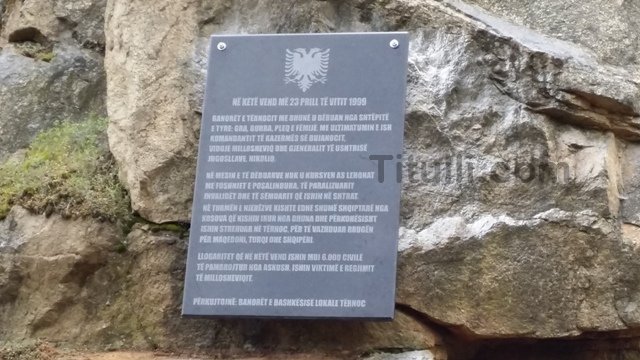 NË KËTË VEND MË 23 PRILL TË VITIT 1999
BANORËT E TËRNOCIT ME DHUNË U DËBUAN NGA SHTËPITË
E TYRE: GRA, BURRA, PLEQ E FËMIJË, ME ULTIMATUMIN E ISH
KOMANDANTIT TË KAZERMËS SË BUJANOCIT,
VIDOJE MILLOSHEVIQ DHE GJENERALIT TË USHTRISË
JUGOSLLAVE, NIKOLIQ.
NË MESIN E TË DËBUARVE NUK U KURSYEN AS LEHONAT
ME FOSHNJET E POSALINDURA, TË PARALIZUARIT
INVALIDËT DHE TË SËMUARIT QË ISHIN NË SHTRAT.
NË TURMËN E NJERËZVE KISHTE EDHE SHUMË SHQIPTARË NGA
KOSOVA QË KISHIN IKUR NGA DHUNA DHE PËRKOHËSISHT
ISHIN STREHUAR NË TËRNOC, PËR TË VAZHDUAR RRUGËN
PËR MAQEDONI, TURQI DHE SHQIPËRI.
LLOGARITET QË NË KËTË VEND ISHIN MBI 6.000 CIVILË
TË PAMBROJTUR NGA ASKUSH, ISHIN VIKTIMË E REGJIMIT
TË MILLOSHEVIQIT.
PËRKUJTOJNË: BANORËT E BASHKËSISË LOKALE TËRNOC
Titulli.com